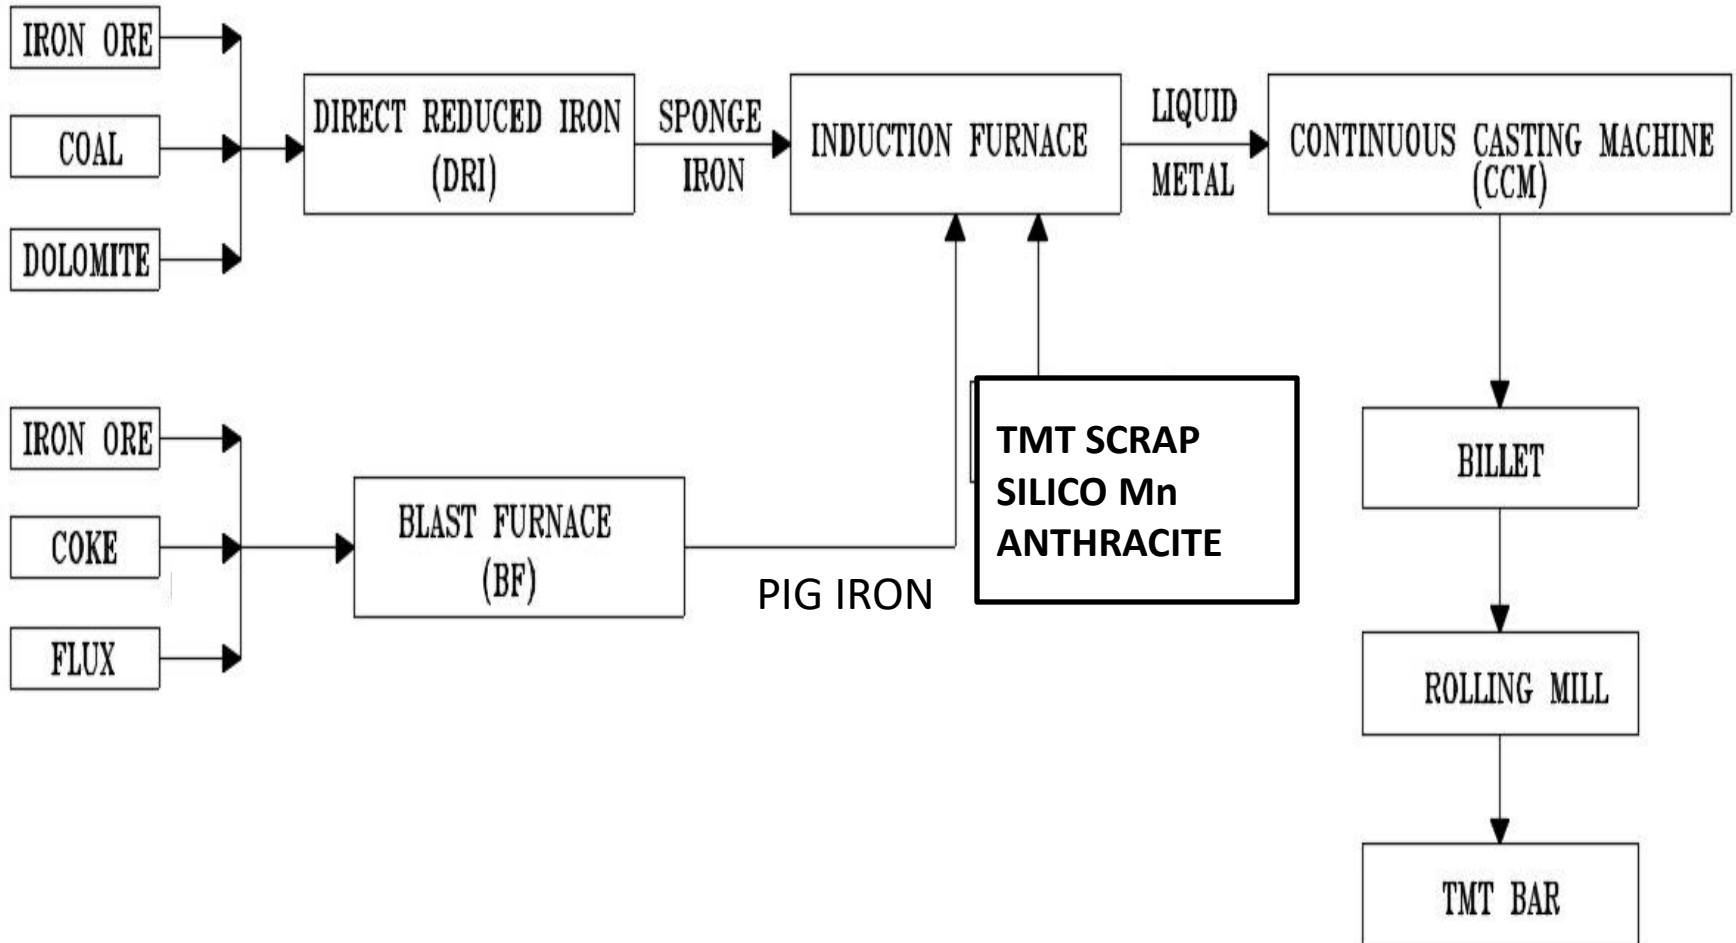 IRON ORE
COAL
DOLOMITE
DIRECT REDUCED IRON
(DRI)
SPONGE
IRON
INDUCTION FURNACE
LIQUID
METAL
CONTINUOUS CASTING MACHINE
(CCM)
IRON ORE
COKE
FLUX
BLAST FURNACE
(BF)
PIG IRON
TMT SCRAP
SILICO Mn
ANTHRACITE
BILLET
ROLLING MILL
TMT BAR